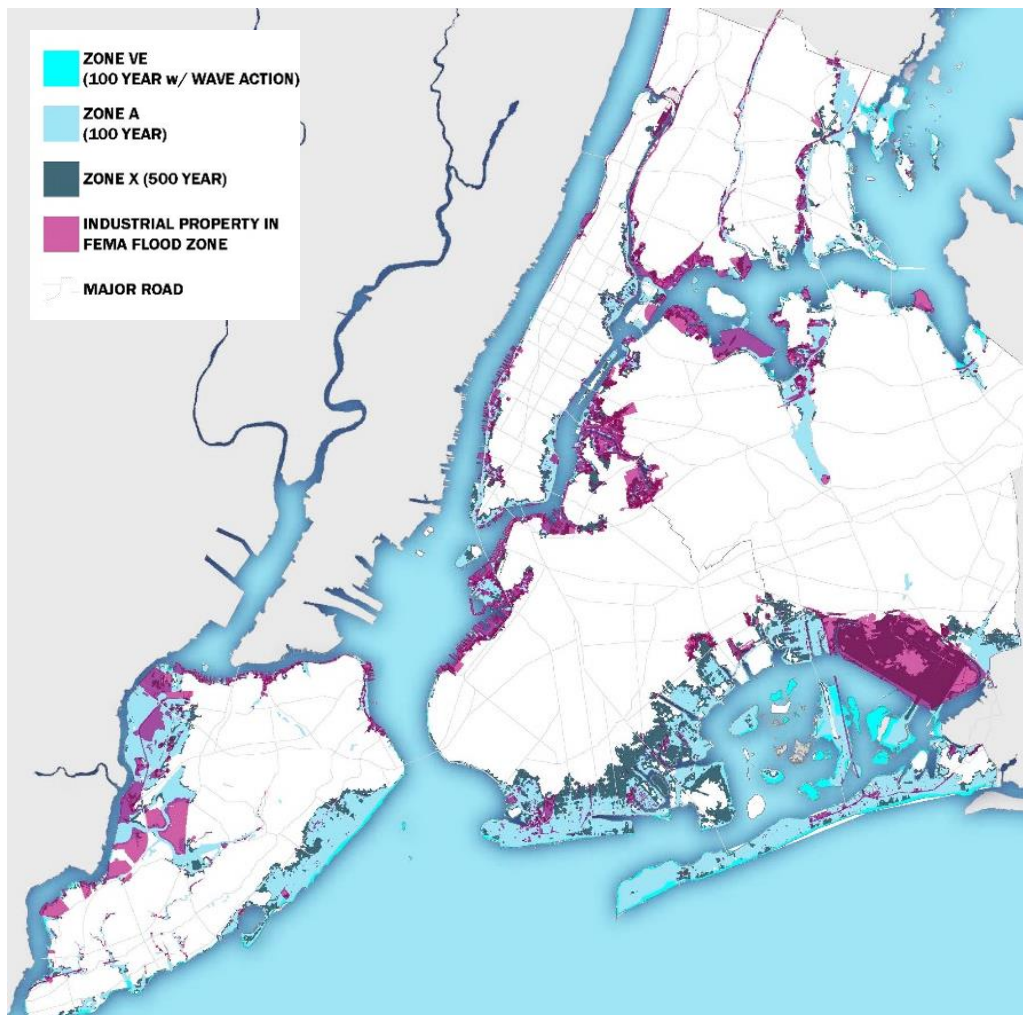 ZONE VE
(100 YEAR w/ WAVE ACTION)
ZONE A
(100 YEAR)
ZONE X (500 YEAR)
INDUSTRIAL PROPERTY IN
FEMA FLOOD ZONE
MAJOR ROAD